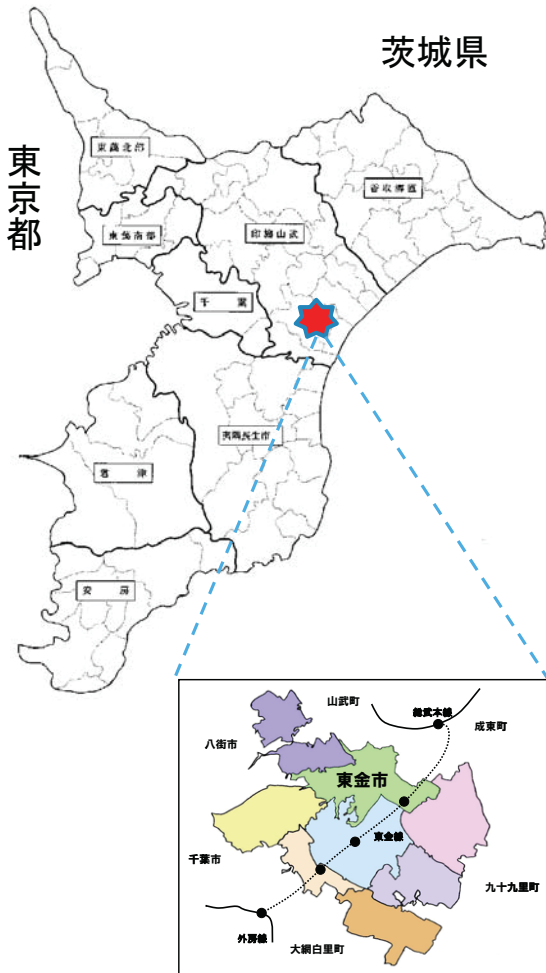 茨城県
東京都
東葛北部
香取郷匝
東葛南部
印旛山武
千葉
夷隅長生市
君津
安房
山武町
総武本線
成東町
八街市
東金市
東金線
千葉市
九十九里町
外房線
大網白里町